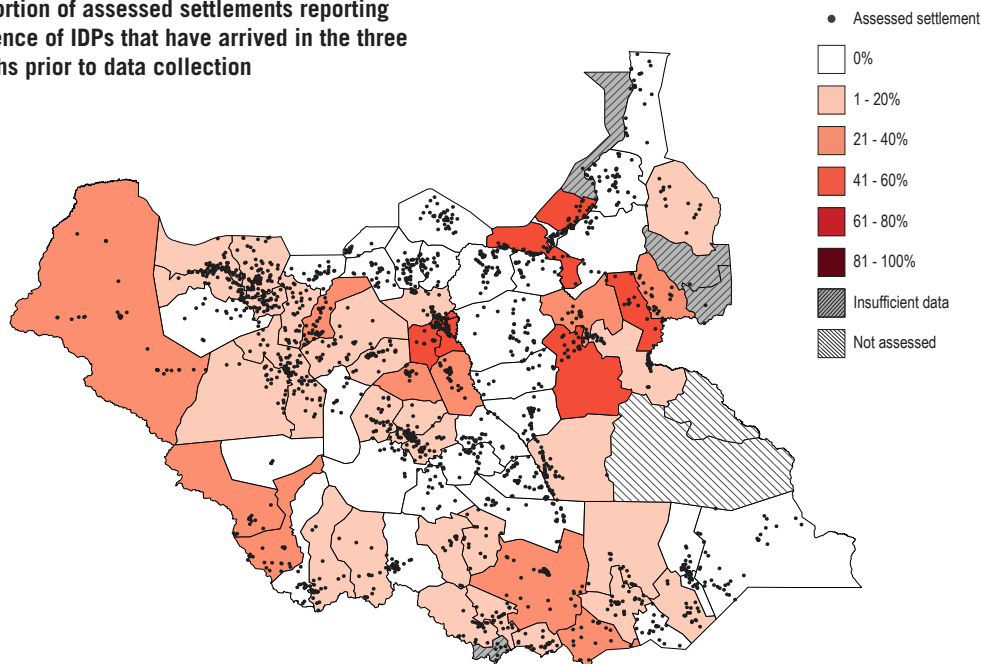 ortion of assessed settlements reporting
ence of IDPs that have arrived in the three
hs prior to data collection
Assessed settlement
0%
1 - 20%
21 - 40%
41 - 60%
61 - 80%
81 - 100%
Insufficient data
Not assessed